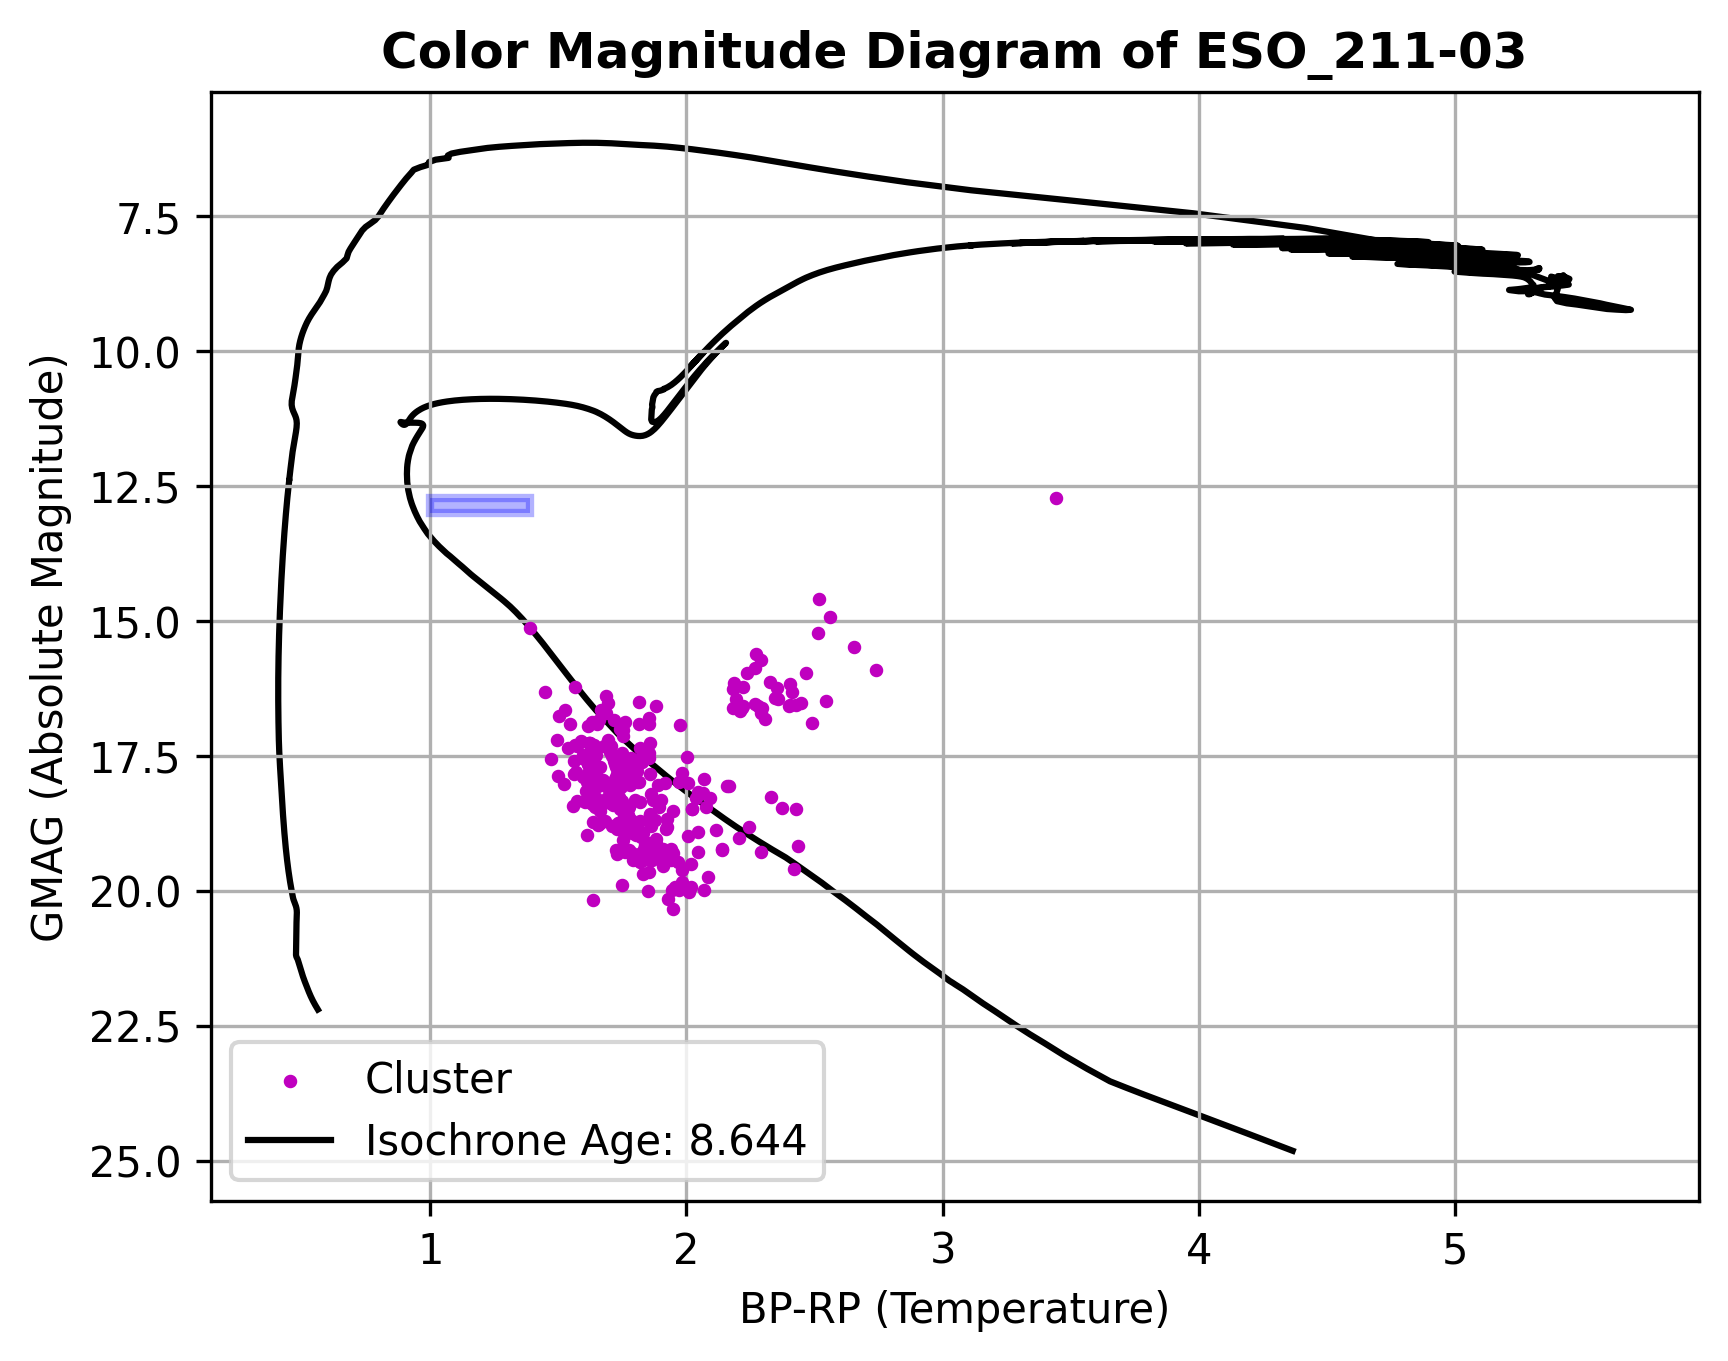 Color Magnitude Diagram of ESO_211-03
GMAG (Absolute Magnitude)
7.5
10.0
12.5
15.0
17.5
20.0
22.5
25.0
Cluster
Isochrone Age: 8.644
1 2 3 4 5
BP-RP (Temperature)